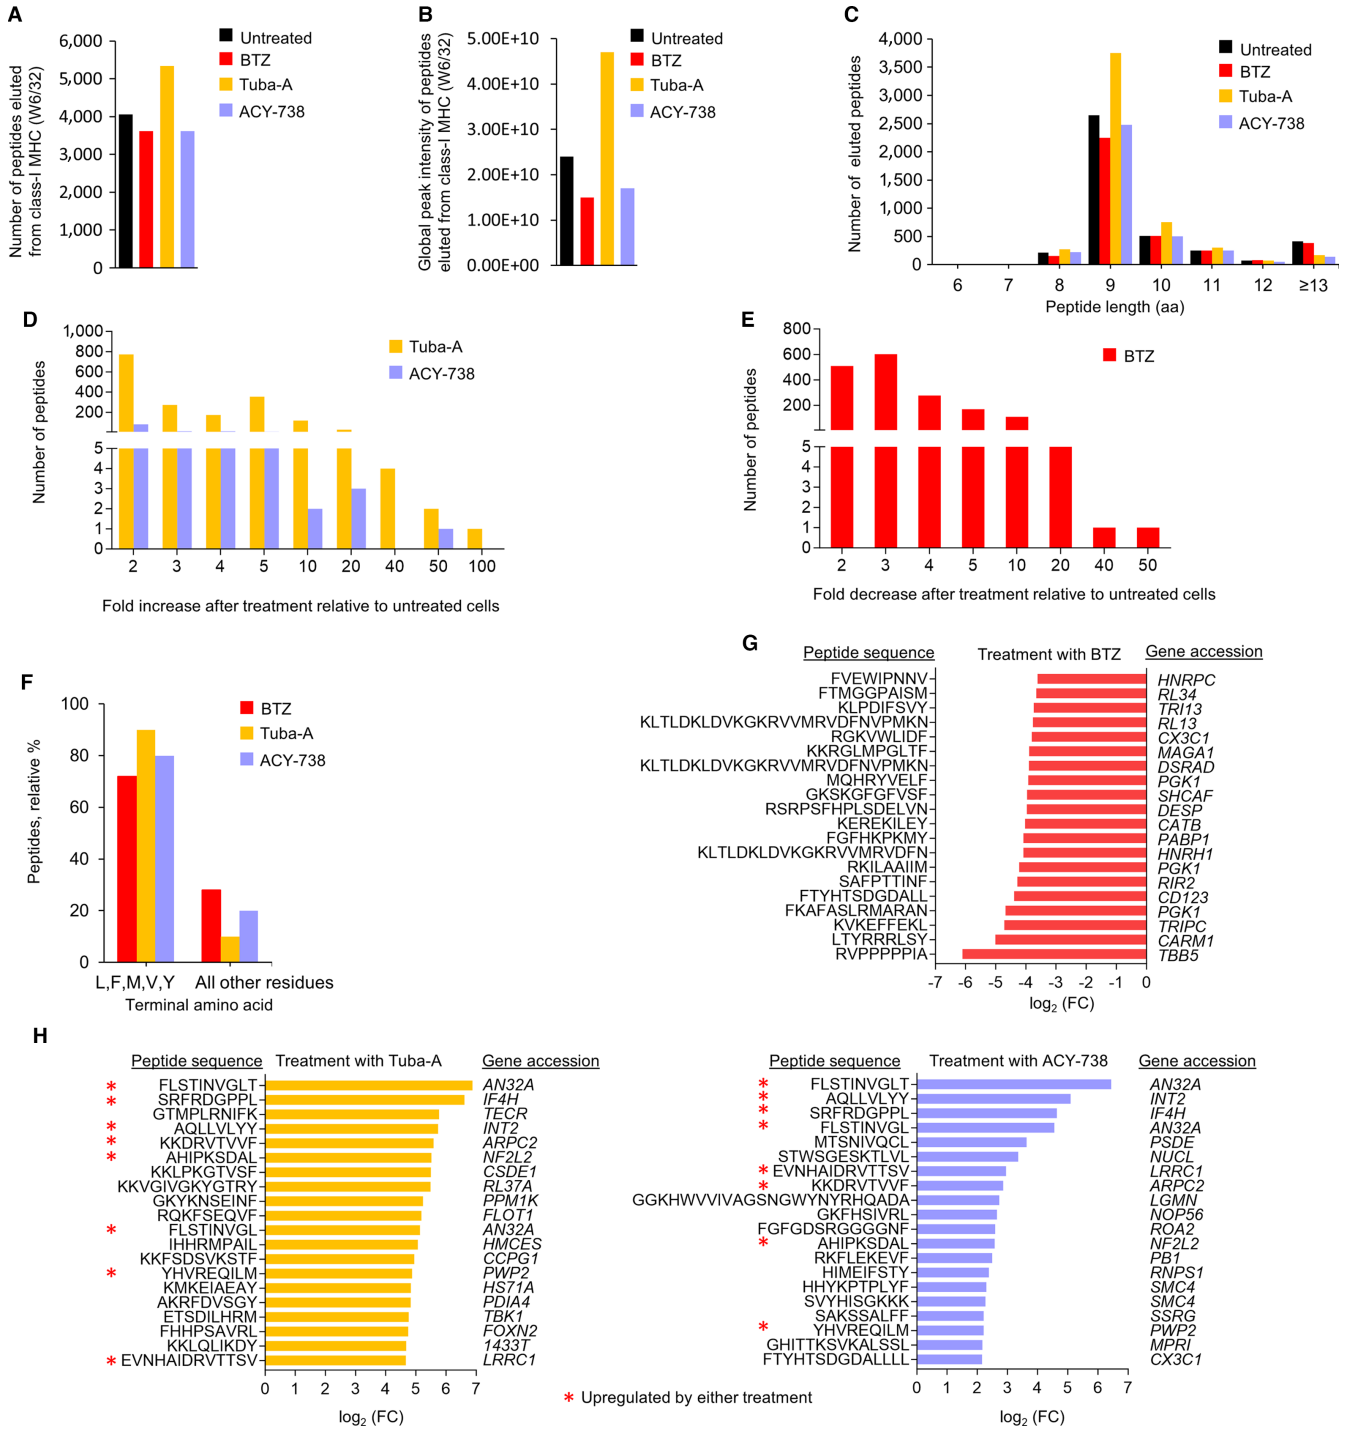 A
Number of peptides eluted
from class-I MHC (W6/32)
6,000
5,000
4,000
3,000
2,000
1,000
0
Untreated
BTZ
Tuba-A
ACY-738
B
Global peak intensity of peptides
eluted from class-I MHC (W6/32)
5.00E+10
4.00E+10
3.00E+10
2.00E+10
1.00E+10
0.00E+00
Untreated
BTZ
Tuba-A
ACY-738
C
Number of eluted peptides
4,000
3,500
3,000
2,500
2,000
1,500
1,000
500
0
6 7 8 9 10 11 12 ≥13
Peptide length (aa)
Untreated
BTZ
Tuba-A
ACY-738
D
Number of peptides
1,000
800
600
400
200
5
4
3
2
1
0
2 3 4 5 10 20 40 50 100
Fold increase after treatment relative to untreated cells
Tuba-A
ACY-738
E
Number of peptides
800
600
400
200
5
4
3
2
1
0
2 3 4 5 10 20 40 50
Fold decrease after treatment relative to untreated cells
BTZ
F
Peptides, relative %
100
80
60
40
20
0
L,F,M,V,Y All other residues
Terminal amino acid
BTZ
Tuba-A
ACY-738
G
Peptide sequence Treatment with BTZ Gene accession
FVEWIPNNV HNRPC
FTMGGPAISM RL34
KLPDIFSVY TRI13
KLTLDKLDVKGKRVVMRVDFNVPMKN RL13
RGKVWLIDF CX3C1
KKRGLMPGLTF MAGA1
KLTLDKLDVKGKRVVMRVDFNVPMKN DSRAD
MQHRYVELF PGK1
GKSKGFGFVSF SHCAF
RSRPSFHPLSDELVN DESP
KEREKILEY CATB
FGFHKPKMY PABP1
KLTLDKLDVKGKRVVMRVDFN HNRH1
RKILAAIIM PGK1
SAFPTTINF RIR2
FTYHTSDGDALL CD123
FKAFASLRMARAN PGK1
KVKEFFEKL TRIPC
LTYRRRLSY CARM1
RVPPPPPIA TBB5
-7 -6 -5 -4 -3 -2 -1 0
log2 (FC)
H
Peptide sequence Treatment with Tuba-A Gene accession
* FLSTINVGLT AN32A
* SRFRDGPPL IF4H
GTMPLRNIFK TECR
* AQLLVLYY INT2
* KKDRVTVVF ARPC2
* AHIPKSDAL NF2L2
KKLPKGTVSF CSDE1
KKVGIVGKYGTRY RL37A
GKYKNSEINF PPM1K
RQKFSEQVF FLOT1
* FLSTINVGL AN32A
IHHRMPAIL HMCES
KKFSDSVKSTF CCPG1
* YHVREQILM PWP2
KMKEIAEAY HS71A
AKRFDVSGY PDIA4
ETSDILHRM TBK1
FHHPSAVRL FOXN2
KKLQLIKDY 1433T
* EVNHAIDRVTTSV LRRC1
0 1 2 3 4 5 6 7
log2 (FC)
Peptide sequence Treatment with ACY-738 Gene accession
* FLSTINVGLT AN32A
* AQLLVLYY INT2
* SRFRDGPPL IF4H
* FLSTINVGL AN32A
MTSNIVQCL PSDE
STWSGESKTLVL NUCL
* EVNHAIDRVTTSV LRRC1
* KKDRVTVVF ARPC2
GGKHWVVIVAGSNGWYNYRHQADA LGMN
GKFHSIVRL NOP56
FGFGDSRGGGGNF ROA2
* AHIPKSDAL NF2L2
RKFLEKEVF PB1
HIMEIFSTY RNPS1
HHYKPTPLYF SMC4
SVYHISGKKK SMC4
SAKSSALFF SSRG
* YHVREQILM PWP2
GHITTKSVKALSSL MPRI
FTYHTSDGDALLLL CX3C1
0 1 2 3 4 5 6 7
log2 (FC)
* Upregulated by either treatment